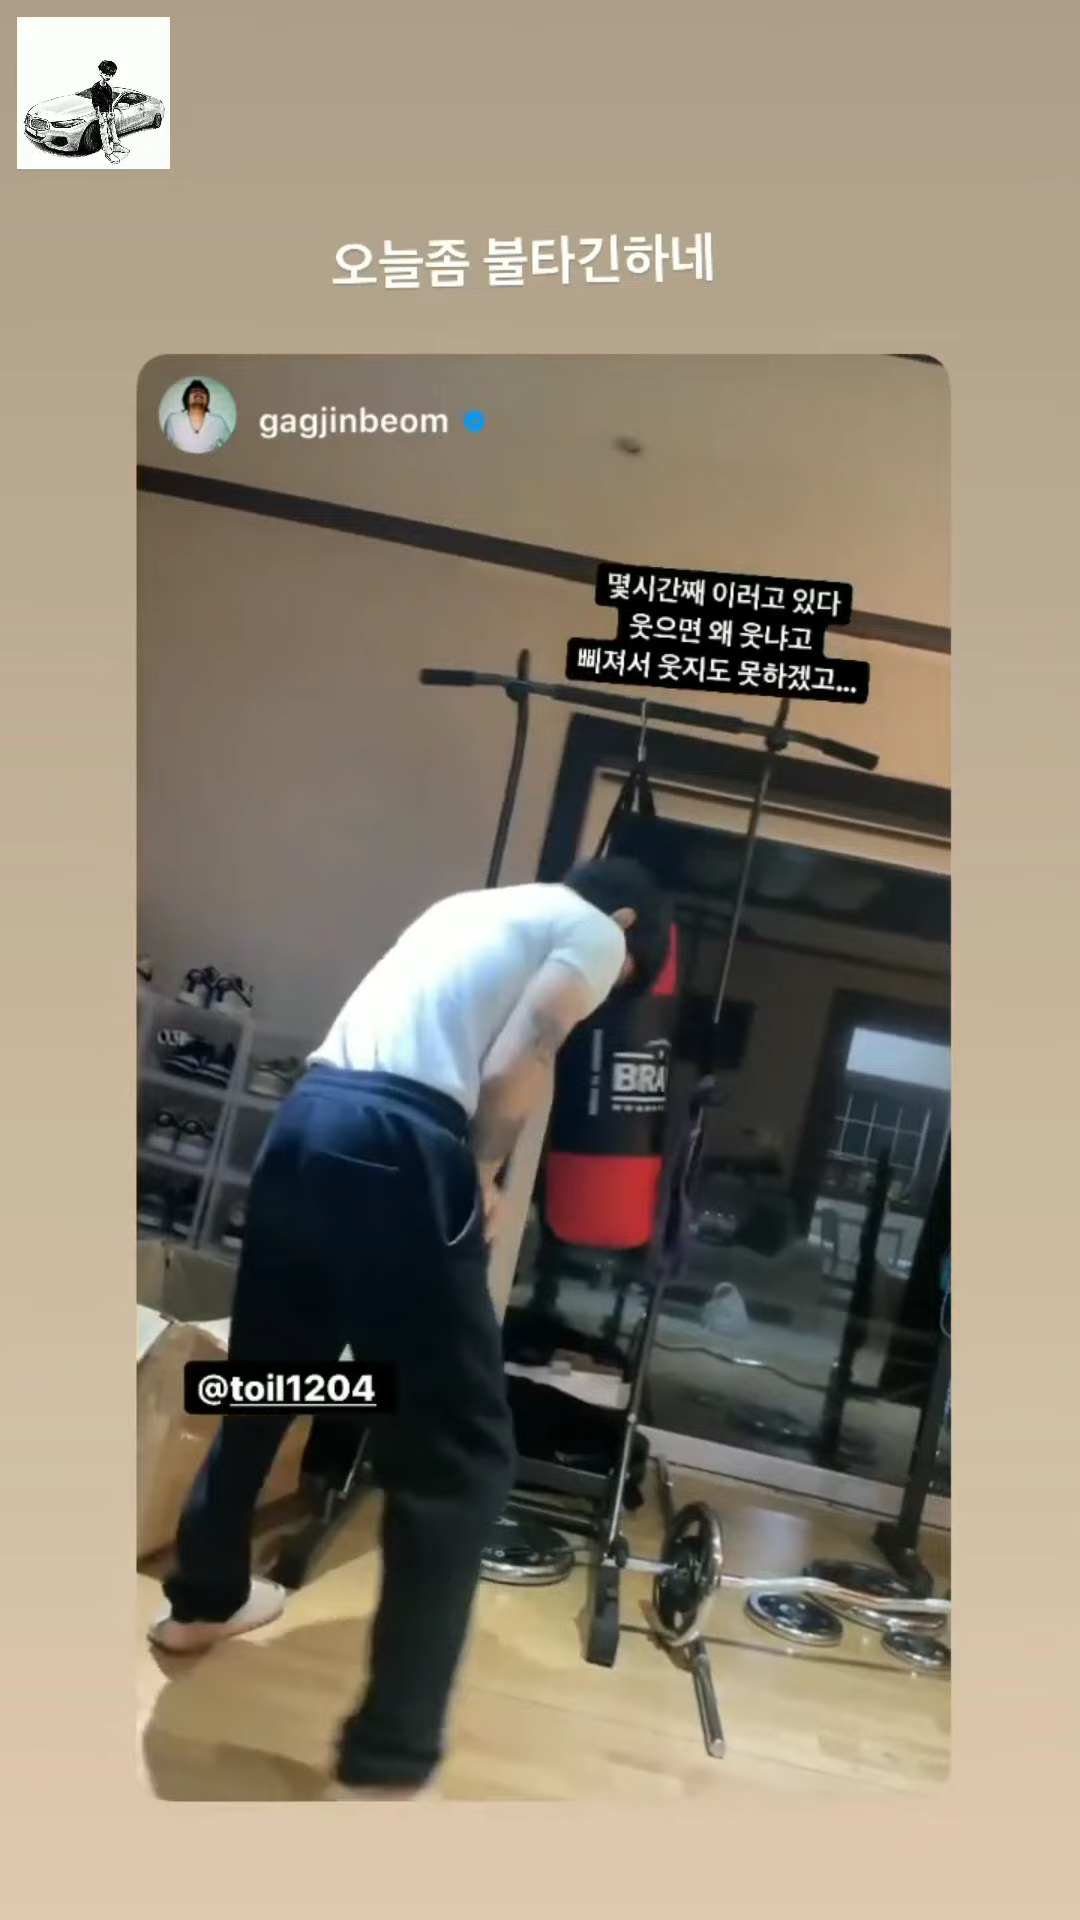 오늘좀 불타긴하네
gagjinbeom
몇시간째 이러고 있다
웃으면 왜 웃냐고
삐져서 웃지도 못하겠고...
BRA
@toil1204